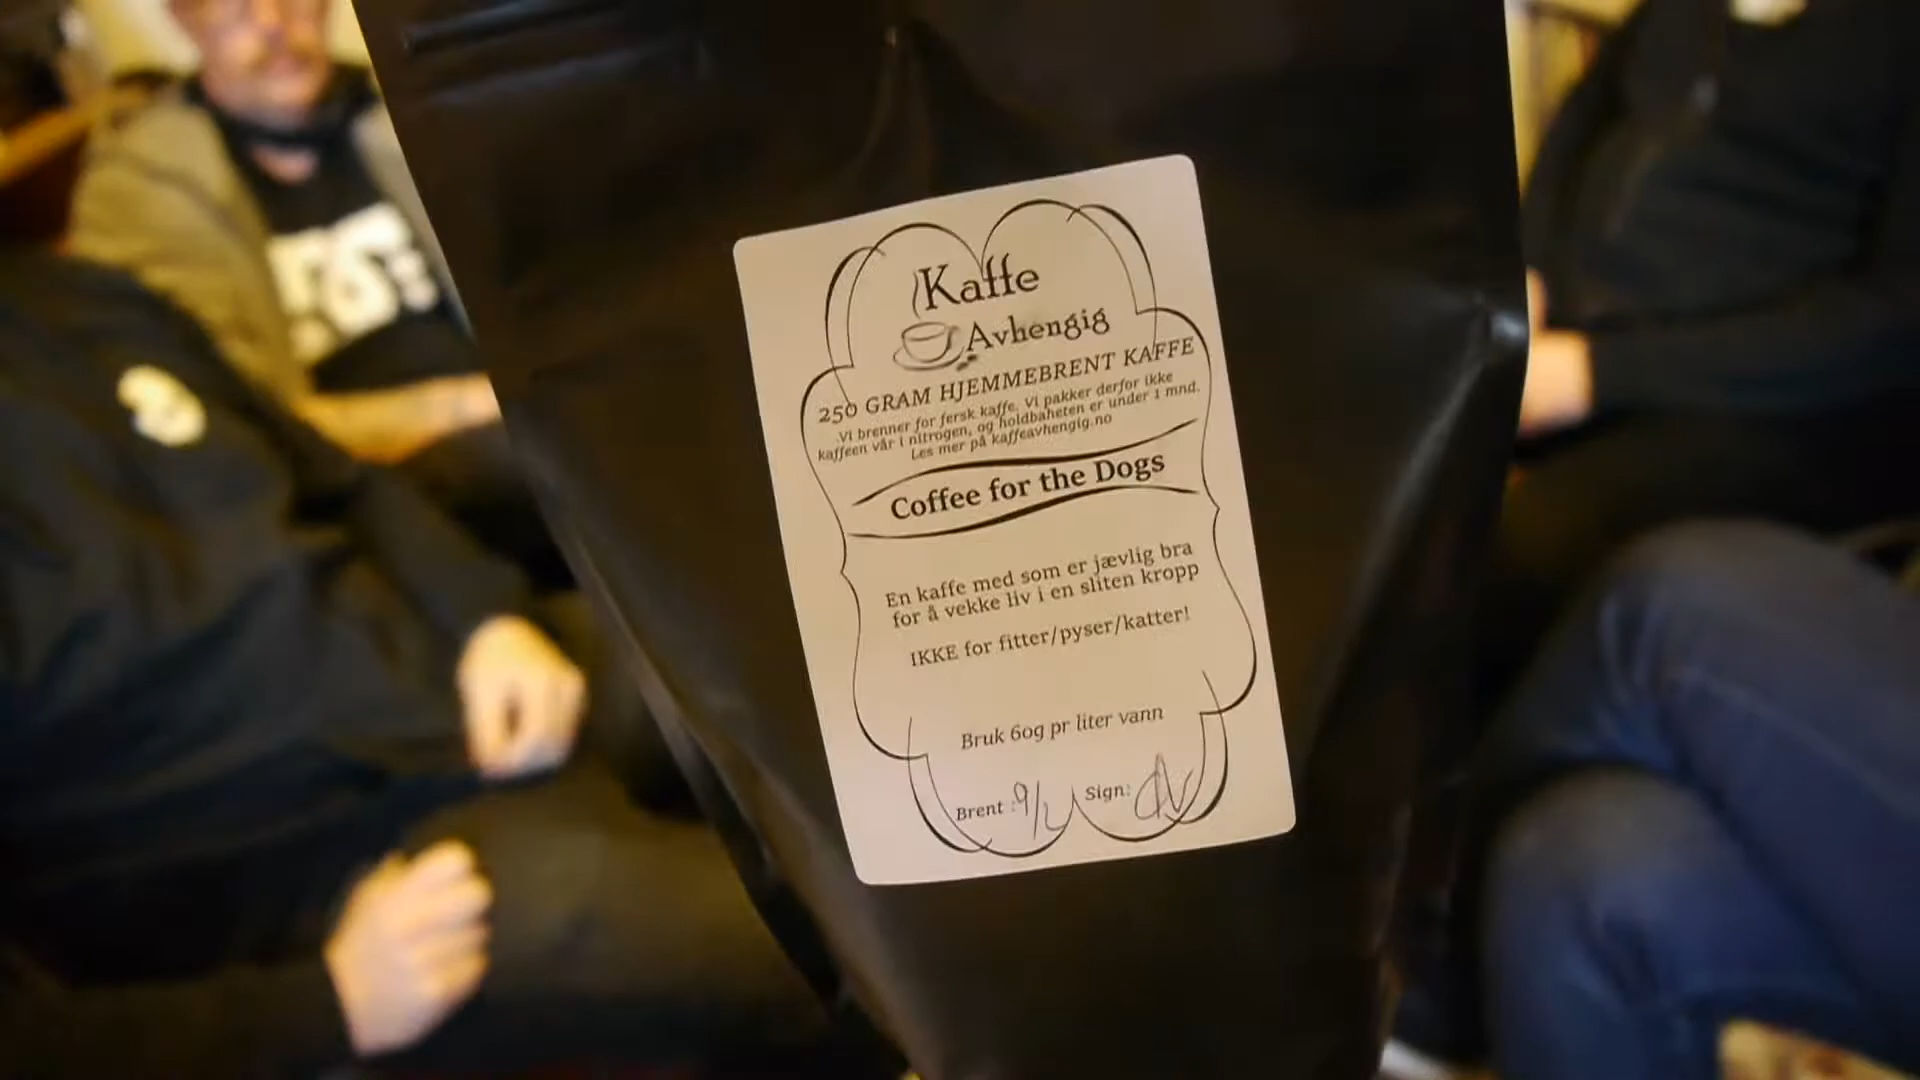 Kaffe
Avhengig
250 GRAM HJEMMEBRENT KAFFE
Vi brenner for fersk kaffe. Vi pakker derfor ikke
kaffeen vår i nitrogen, og holdbaheten er under 1 mnd.
Les mer på kaffeavhengig.no
Coffee for the Dogs
En kaffe med som er jævlig bra
for å vekke liv i en sliten kropp
IKKE for fitter/pyser/katter!
Bruk 60g pr liter vann
Brent : 9/2 Sign: